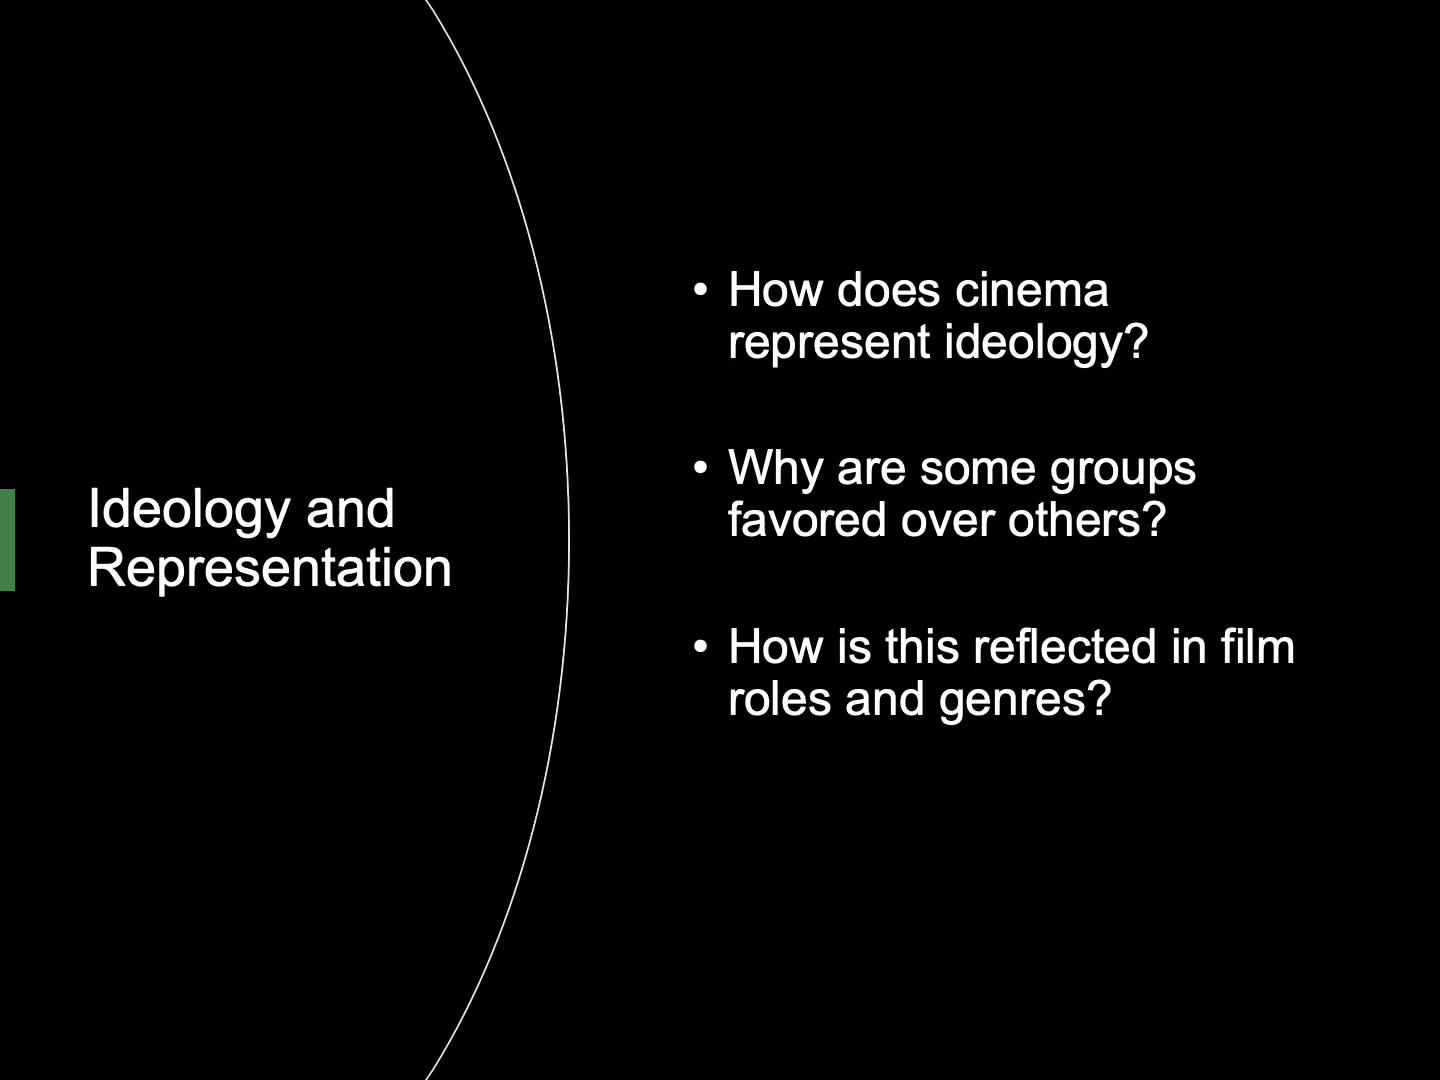 Ideology and
Representation
• How does cinema
represent ideology?
• Why are some groups
favored over others?
• How is this reflected in film
roles and genres?